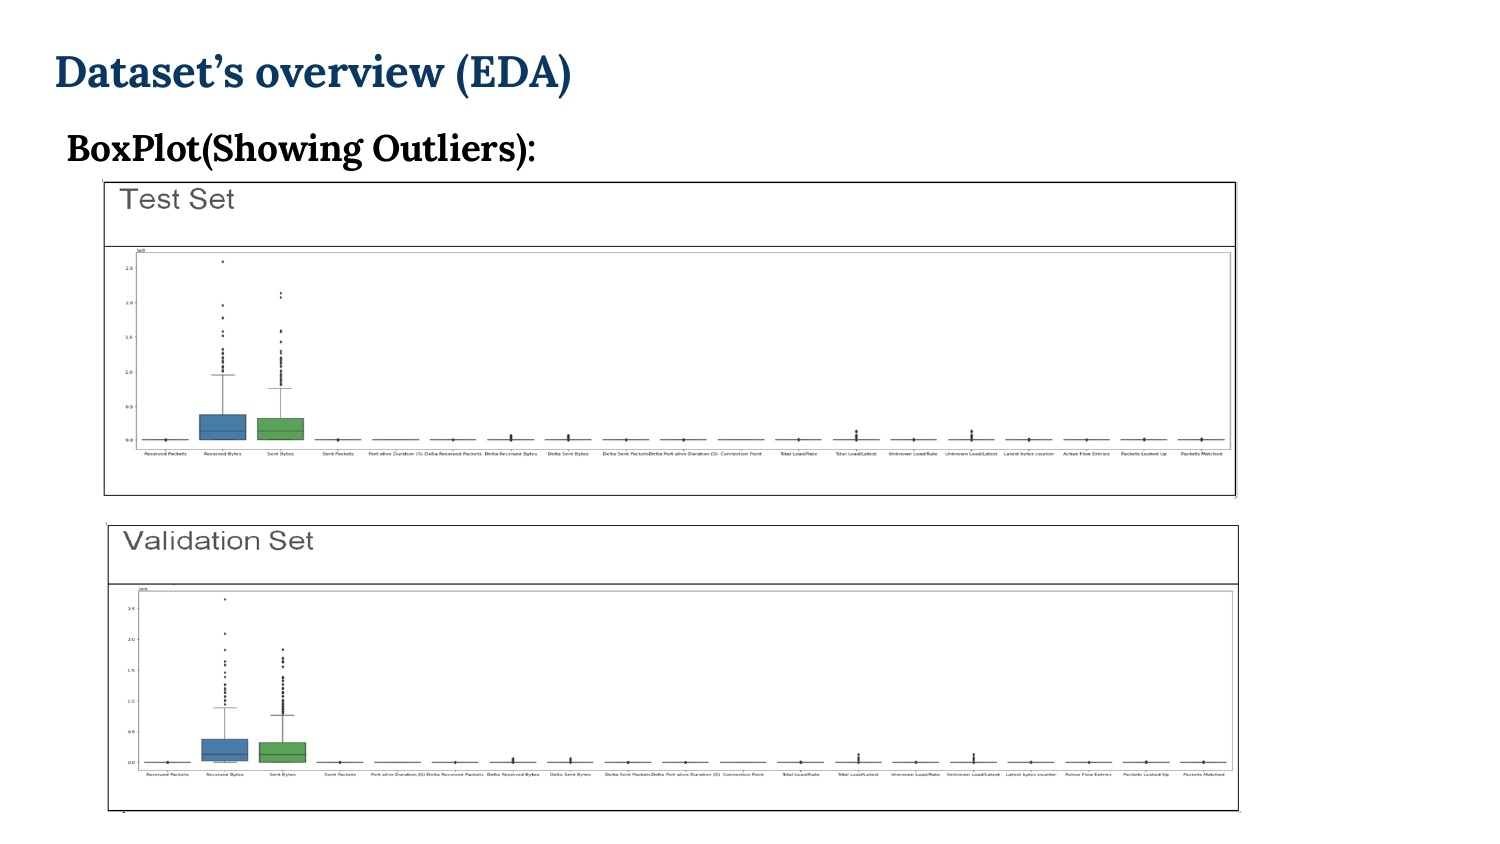 Dataset’s overview (EDA)
BoxPlot(Showing Outliers):
Test Set
1e8
2.5
2.0
1.5
1.0
0.5
0.0
Received Packets Received Bytes Sent Bytes Sent Packets Port alive Duration (S) Delta Received Packets Delta Received Bytes Delta Sent Bytes Delta Sent Packets Delta Port alive Duration (S) Connection Point Total Load/Rate Total Load/Latest Unknown Load/Rate Unknown Load/Latest Latest bytes counter Active Flow Entries Packets Looked Up Packets Matched
Validation Set
1e8
2.5
2.0
1.5
1.0
0.5
0.0
Received Packets Received Bytes Sent Bytes Sent Packets Port alive Duration (S) Delta Received Packets Delta Received Bytes Delta Sent Bytes Delta Sent Packets Delta Port alive Duration (S) Connection Point Total Load/Rate Total Load/Latest Unknown Load/Rate Unknown Load/Latest Latest bytes counter Active Flow Entries Packets Looked Up Packets Matched